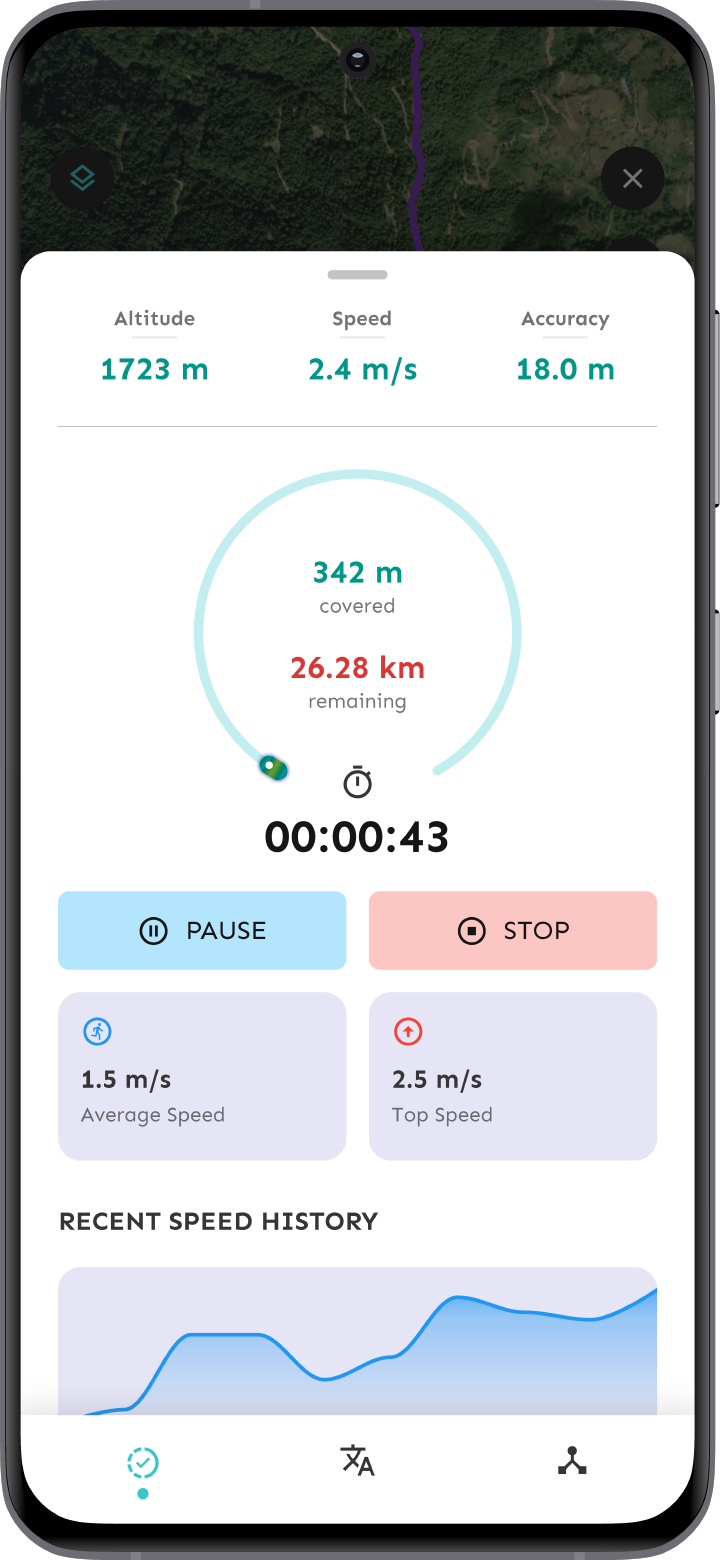 Altitude
Speed
Accuracy
1723 m
2.4 m/s
18.0 m
342 m
covered
26.28 km
remaining
00:00:43
PAUSE
STOP
1.5 m/s
2.5 m/s
Average Speed
Top Speed
RECENT SPEED HISTORY